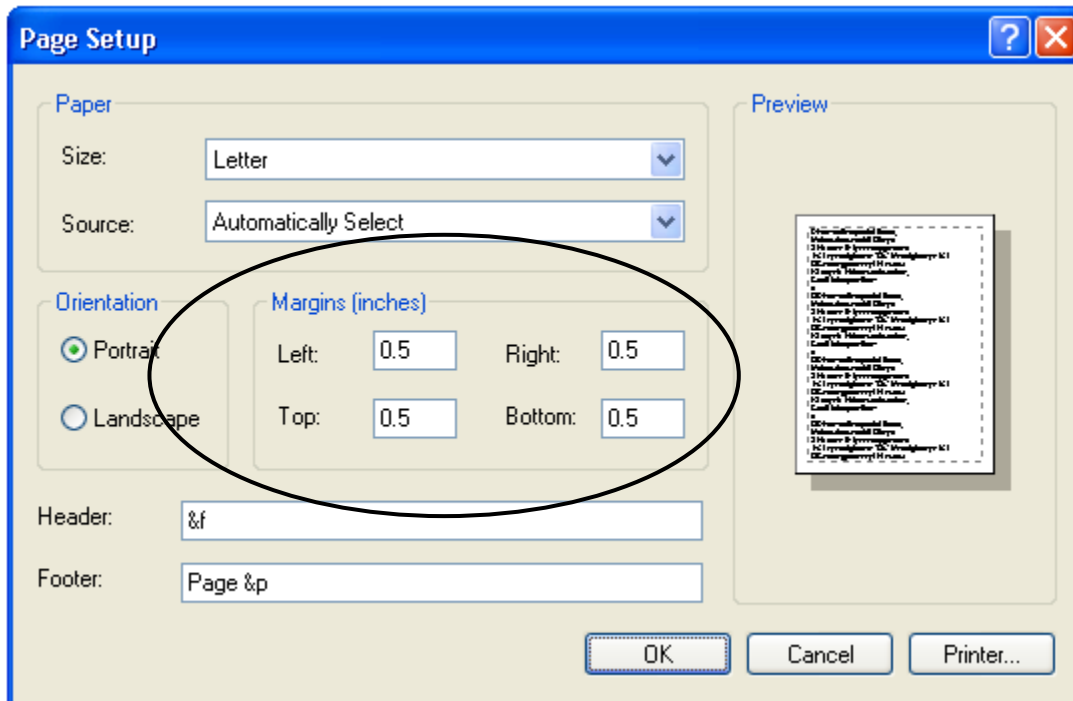 Page Setup
Paper
Size: Letter
Source: Automatically Select
Orientation
Portrait
Landscape
Margins (inches)
Left: 0.5 Right: 0.5
Top: 0.5 Bottom: 0.5
Header: &f
Footer: Page &p
Preview
OK Cancel Printer...